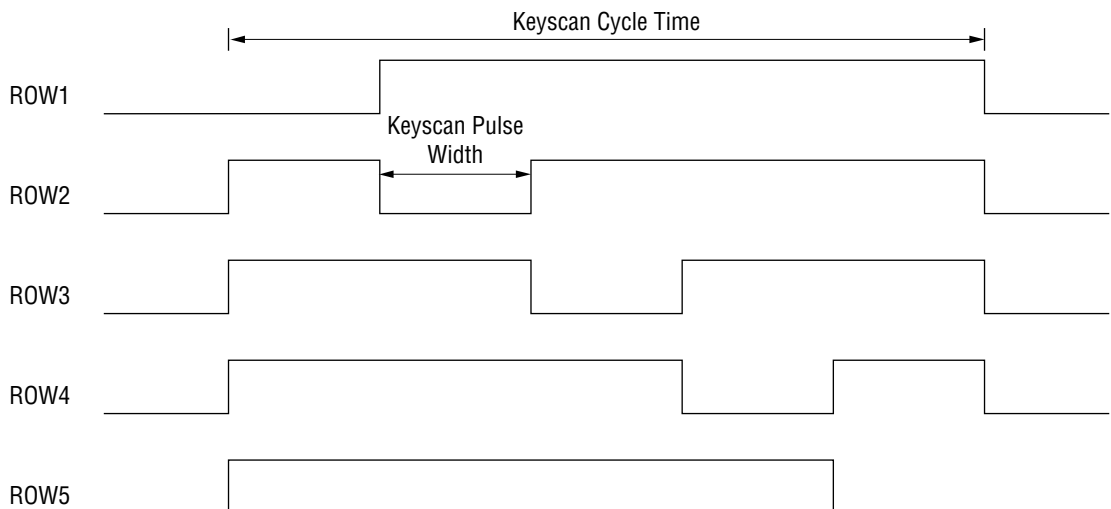 Keyscan Cycle Time
ROW1
Keyscan Pulse
Width
ROW2
ROW3
ROW4
ROW5